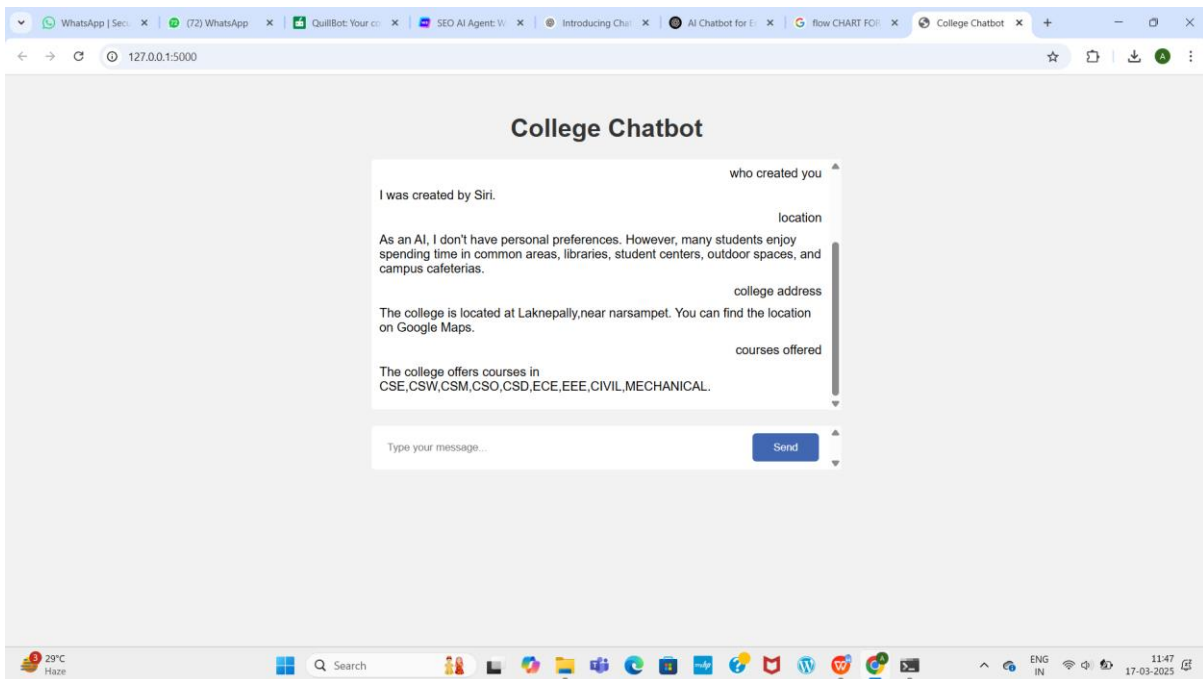 WhatsApp | Secu
(72) WhatsApp
QuillBot: Your co
SEO AI Agent: W
Introducing Chat
AI Chatbot for E
flow CHART FOR
College Chatbot
127.0.0.1:5000
A
College Chatbot
who created you
I was created by Siri.
location
As an AI, I don't have personal preferences. However, many students enjoy
spending time in common areas, libraries, student centers, outdoor spaces, and
campus cafeterias.
college address
The college is located at Laknepally,near narsampet. You can find the location
on Google Maps.
courses offered
The college offers courses in
CSE,CSW,CSM,CSO,CSD,ECE,EEE,CIVIL,MECHANICAL.
Type your message...
Send
3
29°C
Haze
Search
ENG
IN
11:47
17-03-2025